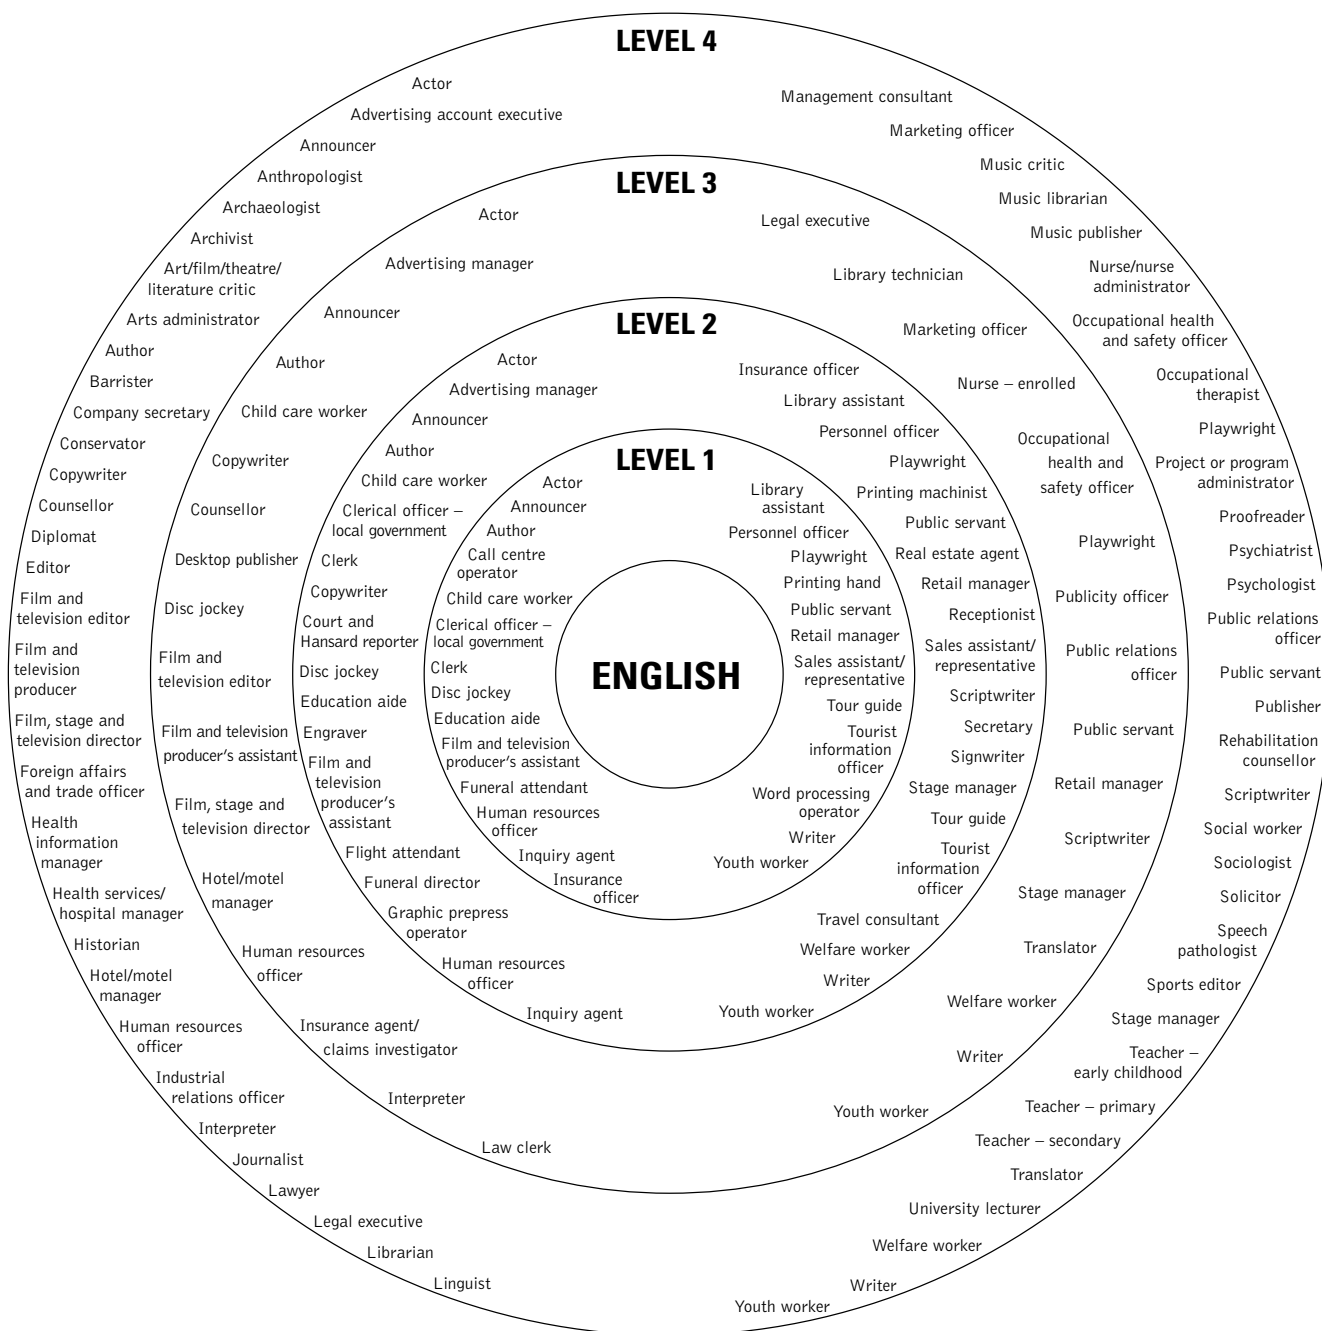 LEVEL 4
Actor
Advertising account executive
Announcer
Anthropologist
Archaeologist
Archivist
Art/film/theatre/
literature critic
Arts administrator
Author
Barrister
Company secretary
Conservator
Copywriter
Counsellor
Diplomat
Editor
Film and
television editor
Film and
television
producer
Film, stage and
television director
Foreign affairs
and trade officer
Health
information
manager
Health services/
hospital manager
Historian
Hotel/motel
manager
Human resources
officer
Industrial
relations officer
Interpreter
Journalist
Lawyer
Legal executive
Librarian
Linguist
Management consultant
Marketing officer
Music critic
Music librarian
Music publisher
Nurse/nurse
administrator
Occupational health
and safety officer
Occupational
therapist
Playwright
Project or program
administrator
Proofreader
Psychiatrist
Psychologist
Public relations
officer
Public servant
Publisher
Rehabilitation
counsellor
Scriptwriter
Social worker
Sociologist
Solicitor
Speech
pathologist
Sports editor
Stage manager
Teacher –
early childhood
Teacher – primary
Teacher – secondary
Translator
University lecturer
Welfare worker
Writer
Youth worker
LEVEL 3
Actor
Advertising manager
Announcer
Author
Child care worker
Copywriter
Counsellor
Desktop publisher
Disc jockey
Film and
television editor
Film and television
producer's assistant
Film, stage and
television director
Hotel/motel
manager
Human resources
officer
Insurance agent/
claims investigator
Interpreter
Law clerk
Legal executive
Library technician
Marketing officer
Nurse – enrolled
Occupational
health and
safety officer
Playwright
Publicity officer
Public relations
officer
Public servant
Retail manager
Scriptwriter
Stage manager
Translator
Welfare worker
Writer
Youth worker
LEVEL 2
Actor
Advertising manager
Announcer
Author
Child care worker
Clerical officer –
local government
Clerk
Copywriter
Court and
Hansard reporter
Disc jockey
Education aide
Engraver
Film and
television
producer's
assistant
Flight attendant
Funeral director
Graphic prepress
operator
Human resources
officer
Inquiry agent
Insurance officer
Library assistant
Personnel officer
Playwright
Printing machinist
Public servant
Real estate agent
Retail manager
Receptionist
Sales assistant/
representative
Scriptwriter
Secretary
Signwriter
Stage manager
Tour guide
Tourist
information
officer
Travel consultant
Welfare worker
Writer
Youth worker
LEVEL 1
Actor
Announcer
Author
Call centre
operator
Child care worker
Clerical officer –
local government
Clerk
Disc jockey
Education aide
Film and television
producer's assistant
Funeral attendant
Human resources
officer
Inquiry agent
Insurance
officer
Library
assistant
Personnel officer
Playwright
Printing hand
Public servant
Retail manager
Sales assistant/
representative
Tour guide
Tourist
information
officer
Word processing
operator
Writer
Youth worker
ENGLISH